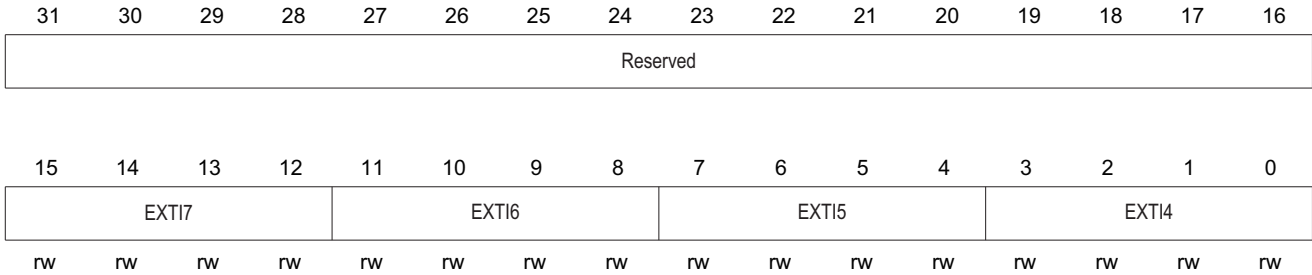 31 30 29 28 27 26 25 24 23 22 21 20 19 18 17 16
Reserved
15 14 13 12 11 10 9 8 7 6 5 4 3 2 1 0
EXTI7 EXTI6 EXTI5 EXTI4
rw rw rw rw rw rw rw rw rw rw rw rw rw rw rw rw